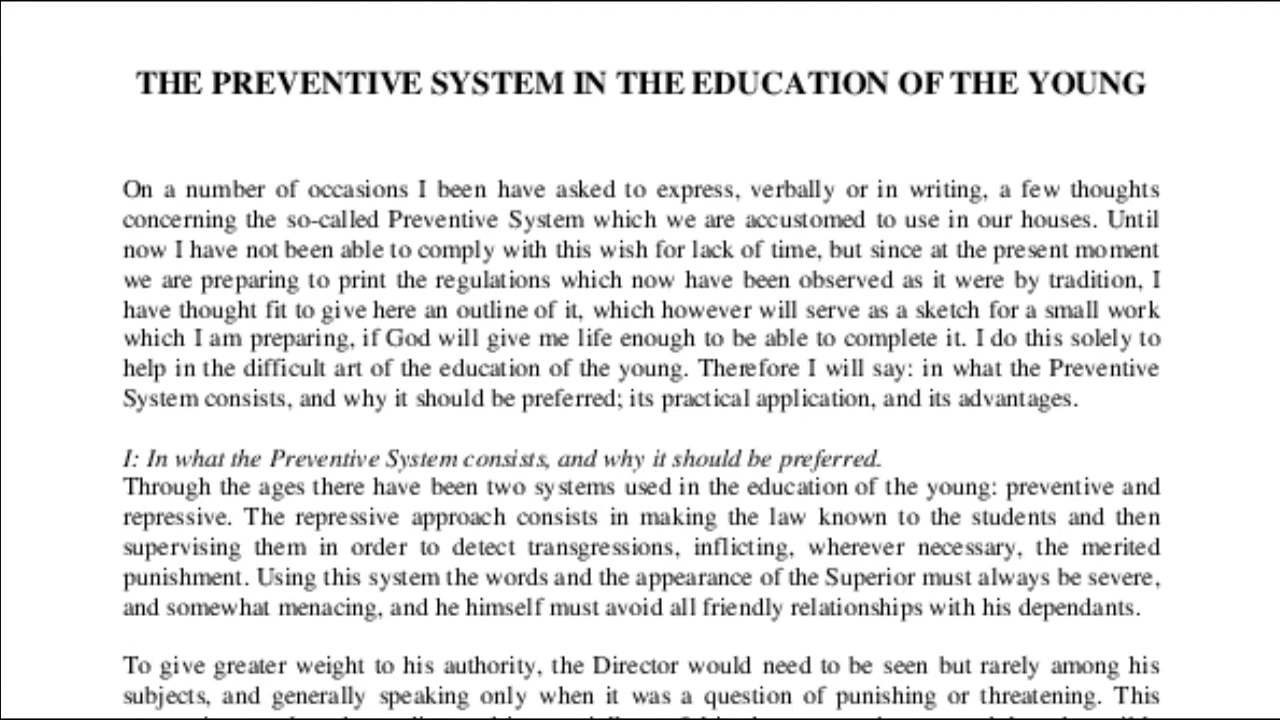 THE PREVENTIVE SYSTEM IN THE EDUCATION OF THE YOUNG
On a number of occasions I been have asked to express, verbally or in writing, a few thoughts
concerning the so-called Preventive System which we are accustomed to use in our houses. Until
now I have not been able to comply with this wish for lack of time, but since at the present moment
we are preparing to print the regulations which now have been observed as it were by tradition, I
have thought fit to give here an outline of it, which however will serve as a sketch for a small work
which I am preparing, if God will give me life enough to be able to complete it. I do this solely to
help in the difficult art of the education of the young. Therefore I will say: in what the Preventive
System consists, and why it should be preferred; its practical application, and its advantages.
I: In what the Preventive System consists, and why it should be preferred.
Through the ages there have been two systems used in the education of the young: preventive and
repressive. The repressive approach consists in making the law known to the students and then
supervising them in order to detect transgressions, inflicting, wherever necessary, the merited
punishment. Using this system the words and the appearance of the Superior must always be severe,
and somewhat menacing, and he himself must avoid all friendly relationships with his dependants.
To give greater weight to his authority, the Director would need to be seen but rarely among his
subjects, and generally speaking only when it was a question of punishing or threatening. This